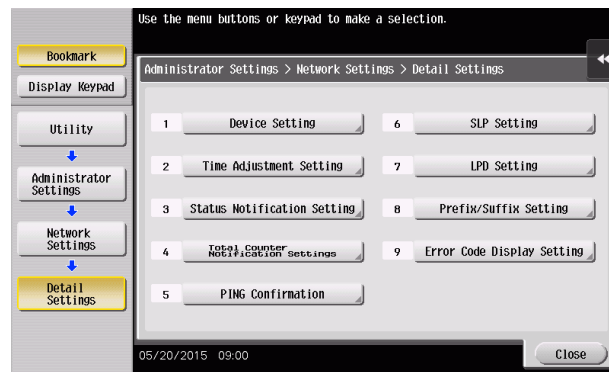 Use the menu buttons or keypad to make a selection.
Bookmark
Display Keypad
Utility
Administrator
Settings
Network
Settings
Detail
Settings
Administrator Settings > Network Settings > Detail Settings
1 Device Setting
2 Time Adjustment Setting
3 Status Notification Setting
4 Total Counter
Notification Settings
5 PING Confirmation
6 SLP Setting
7 LPD Setting
8 Prefix/Suffix Setting
9 Error Code Display Setting
05/20/2015 09:00
Close